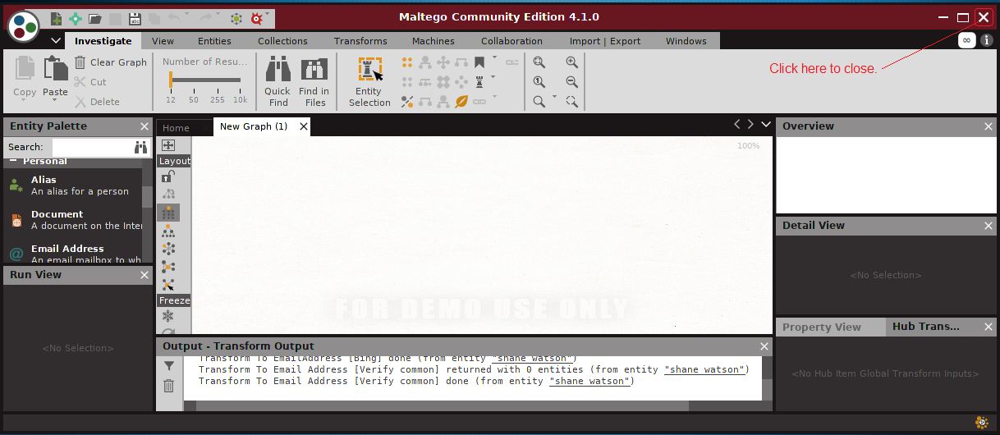 Maltego Community Edition 4.1.0
Investigate View Entities Collections Transforms Machines Collaboration Import | Export Windows
Click here to close.
Copy Paste Clear Graph
Cut
Delete
Number of Resu...
12 50 255 10k
Quick Find
Find in Files
Entity Selection
Entity Palette
Search:
Personal
Alias
An alias for a person
Document
A document on the Inter
Email Address
An email mailbox to wh
Run View
<No Selection>
Home New Graph (1)
100%
Layout
Freeze
FOR DEMO USE ONLY
Output - Transform Output
Transform To EmailAddress [Bing] done (from entity "shane watson")
Transform To Email Address [Verify common] returned with 0 entities (from entity "shane watson")
Transform To Email Address [Verify common] done (from entity "shane watson")
Overview
Detail View
<No Selection>
Property View Hub Trans...
<No Hub Item Global Transform Inputs>